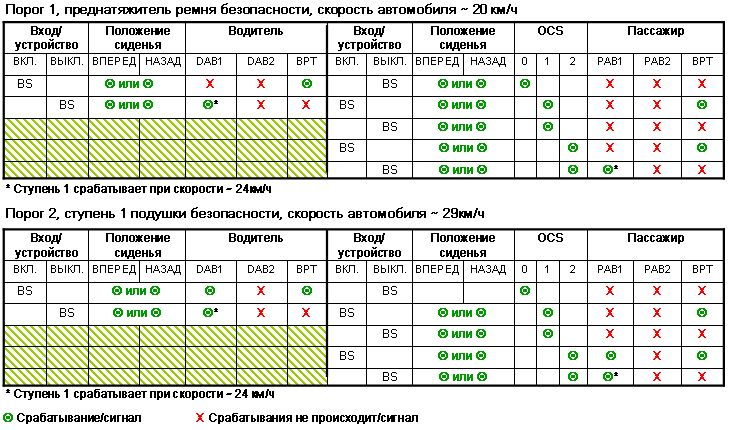 Порог 1, преднатяжитель ремня безопасности, скорость автомобиля ~ 20 км/ч
Вход/ устройство Положение сиденья Водитель Вход/ устройство Положение сиденья OCS Пассажир
ВКЛ. ВЫКЛ. ВПЕРЕД НАЗАД DAB1 DAB2 BPT ВКЛ. ВЫКЛ. ВПЕРЕД НАЗАД 0 1 2 PAB1 PAB2 BPT
BS или X X BS или X X X
BS или * X X BS или X X
BS или X X X
BS или X X
BS или * X X
* Ступень 1 срабатывает при скорости ~ 24км/ч
Порог 2, ступень 1 подушки безопасности, скорость автомобиля ~ 29км/ч
Вход/ устройство Положение сиденья Водитель Вход/ устройство Положение сиденья OCS Пассажир
ВКЛ. ВЫКЛ. ВПЕРЕД НАЗАД DAB1 DAB2 BPT ВКЛ. ВЫКЛ. ВПЕРЕД НАЗАД 0 1 2 PAB1 PAB2 BPT
BS или X BS X X X
BS или * X X BS или X X
BS или X X X
BS или X
BS или * X X
* Ступень 1 срабатывает при скорости ~ 24 км/ч
Срабатывание/сигнал X Срабатывания не происходит/сигнал